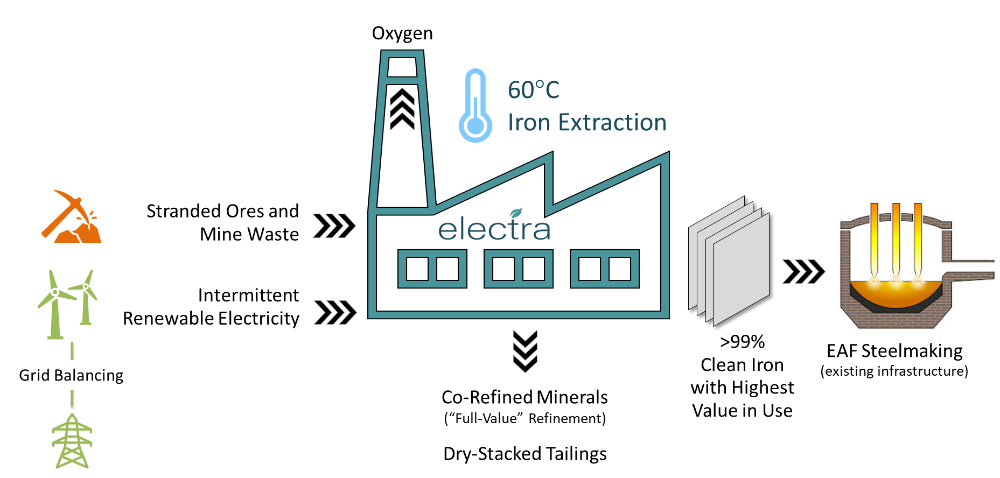 Oxygen
60°C
Iron Extraction
Stranded Ores and
Mine Waste
electra
Intermittent
Renewable Electricity
Grid Balancing
>99%
Clean Iron
with Highest
Value in Use
EAF Steelmaking
(existing infrastructure)
Co-Refined Minerals
(“Full-Value” Refinement)
Dry-Stacked Tailings